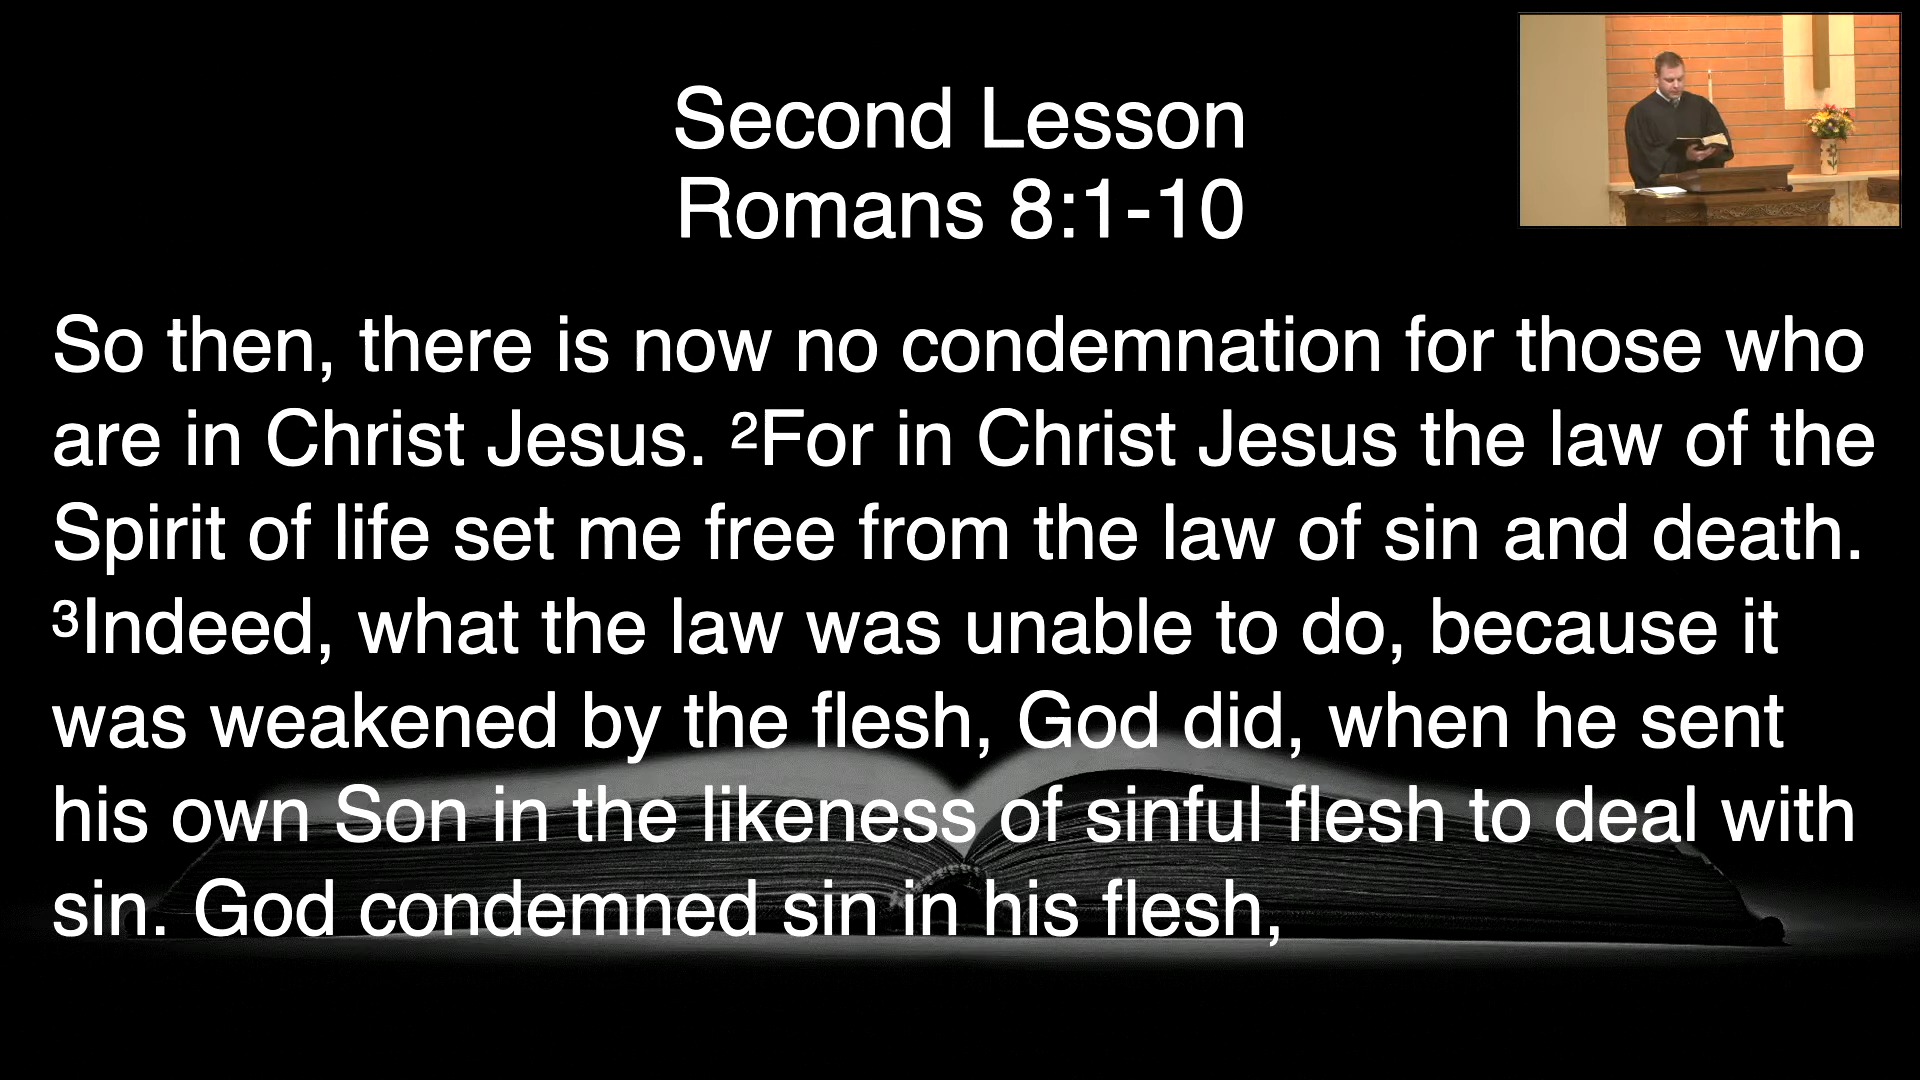 Second Lesson
Romans 8:1-10
So then, there is now no condemnation for those who
are in Christ Jesus. ²For in Christ Jesus the law of the
Spirit of life set me free from the law of sin and death.
³Indeed, what the law was unable to do, because it
was weakened by the flesh, God did, when he sent
his own Son in the likeness of sinful flesh to deal with
sin. God condemned sin in his flesh,